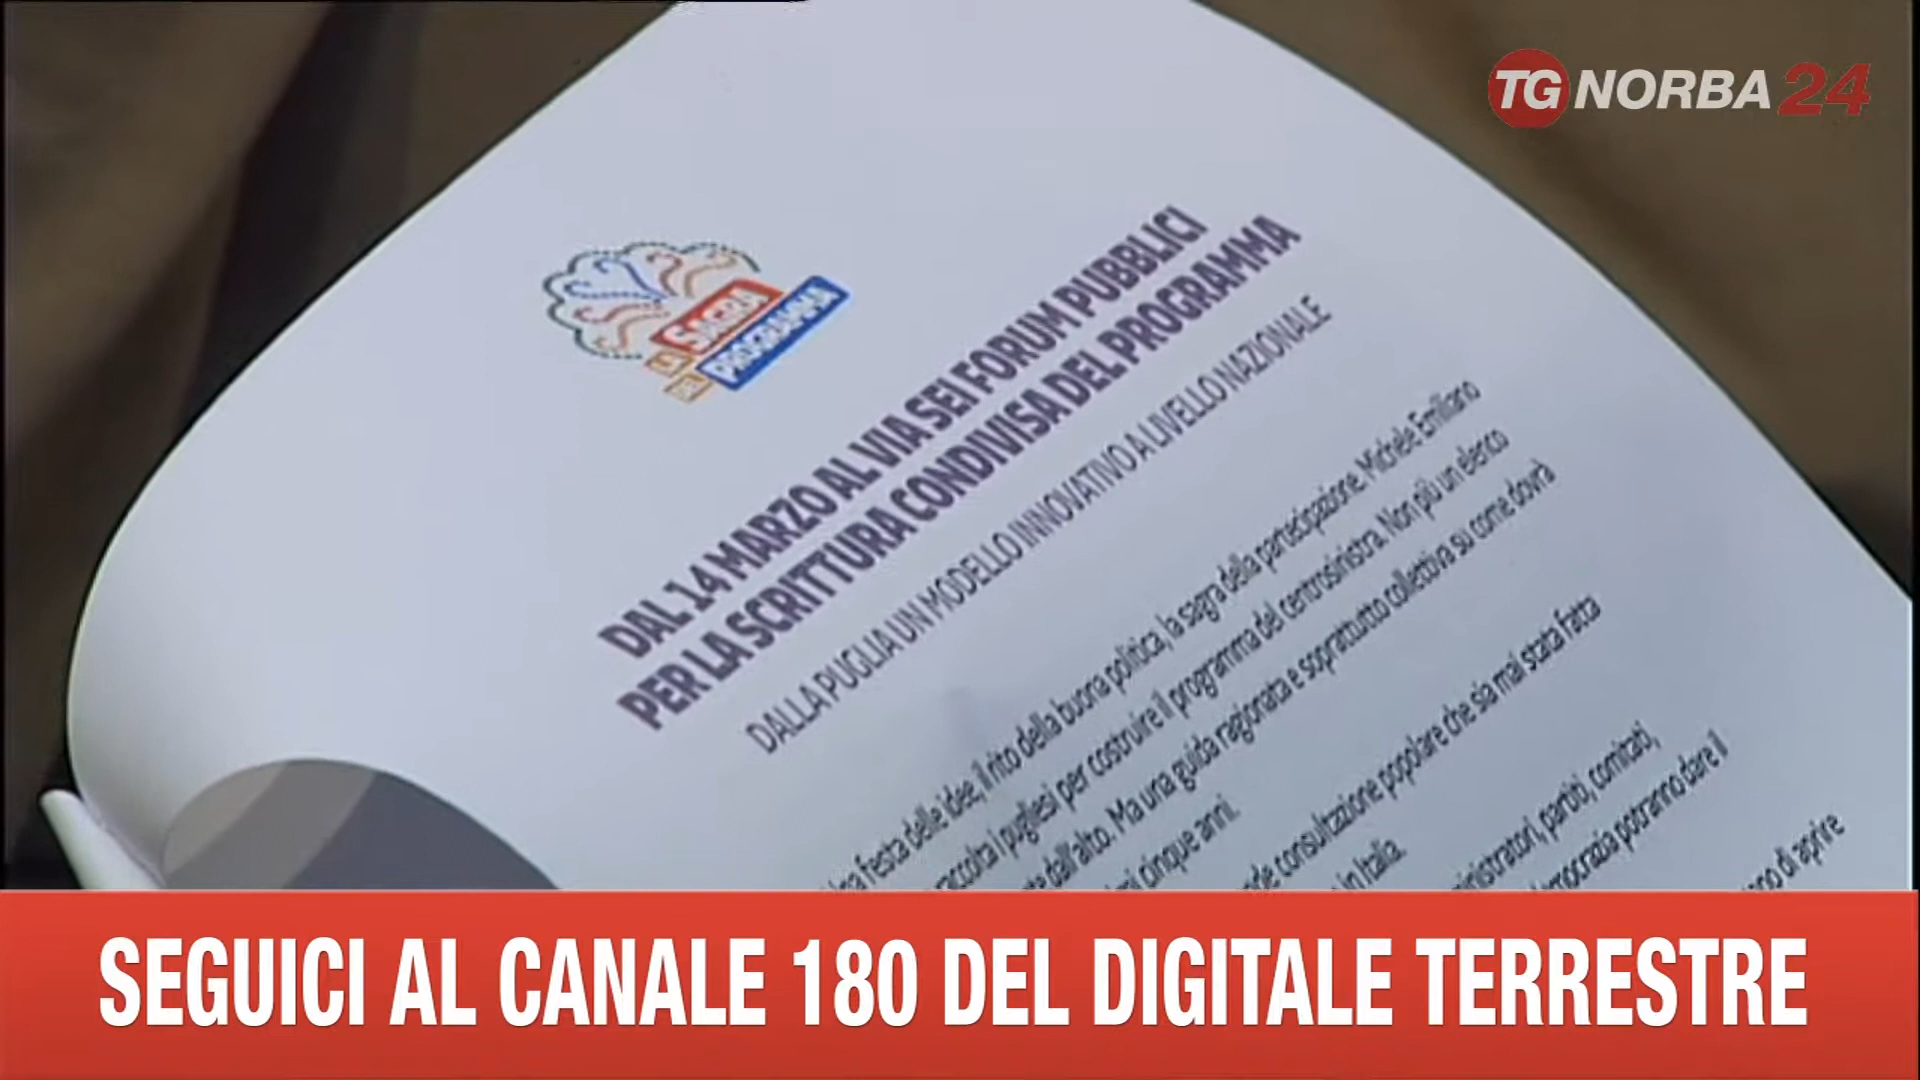 TG NORBA 24
LA SAGRA
DEL PROGRAMMA
DAL 14 MARZO AL VIA SEI FORUM PUBBLICI
PER LA SCRITTURA CONDIVISA DEL PROGRAMMA
DALLA PUGLIA UN MODELLO INNOVATIVO A LIVELLO NAZIONALE
festa delle idee, il rito della buona politica, la sagra della partecipazione. Michele Emiliano
i pugliesi per costruire il programma del centrosinistra. Non più un elenco
dall'alto. Ma una guida ragionata e soprattutto collettiva su come dovrà
cinque anni.
consultazione popolare che sia mai stata fatta
in Italia.
partiti, comitati,
potranno dare il
di aprire
SEGUICI AL CANALE 180 DEL DIGITALE TERRESTRE